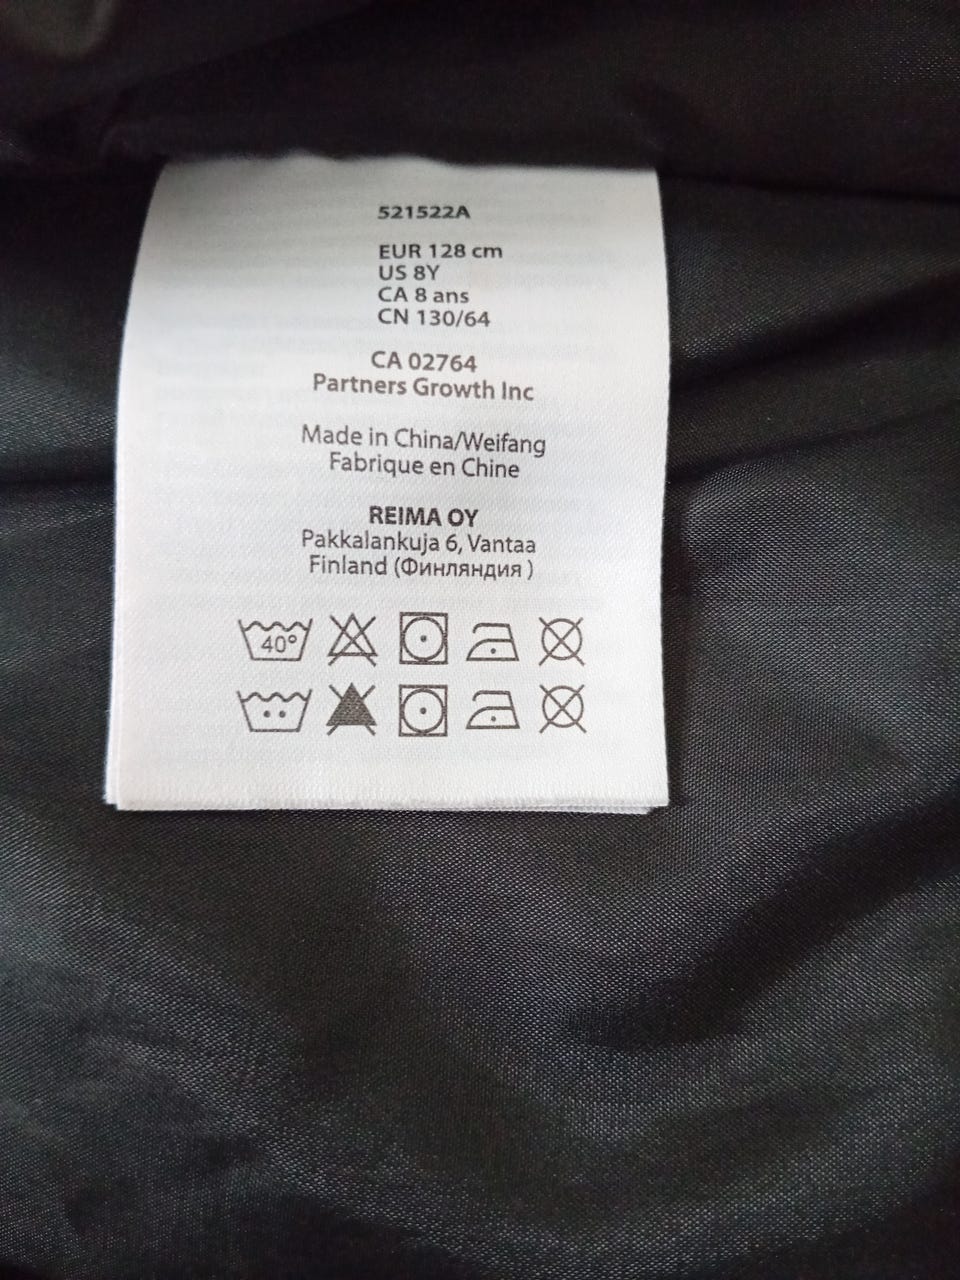 521522A
EUR 128 cm
US 8Y
CA 8 ans
CN 130/64
CA 02764
Partners Growth Inc
Made in China/Weifang
Fabrique en Chine
REIMA OY
Pakkalankuja 6, Vantaa
Finland (Финляндия )
40°